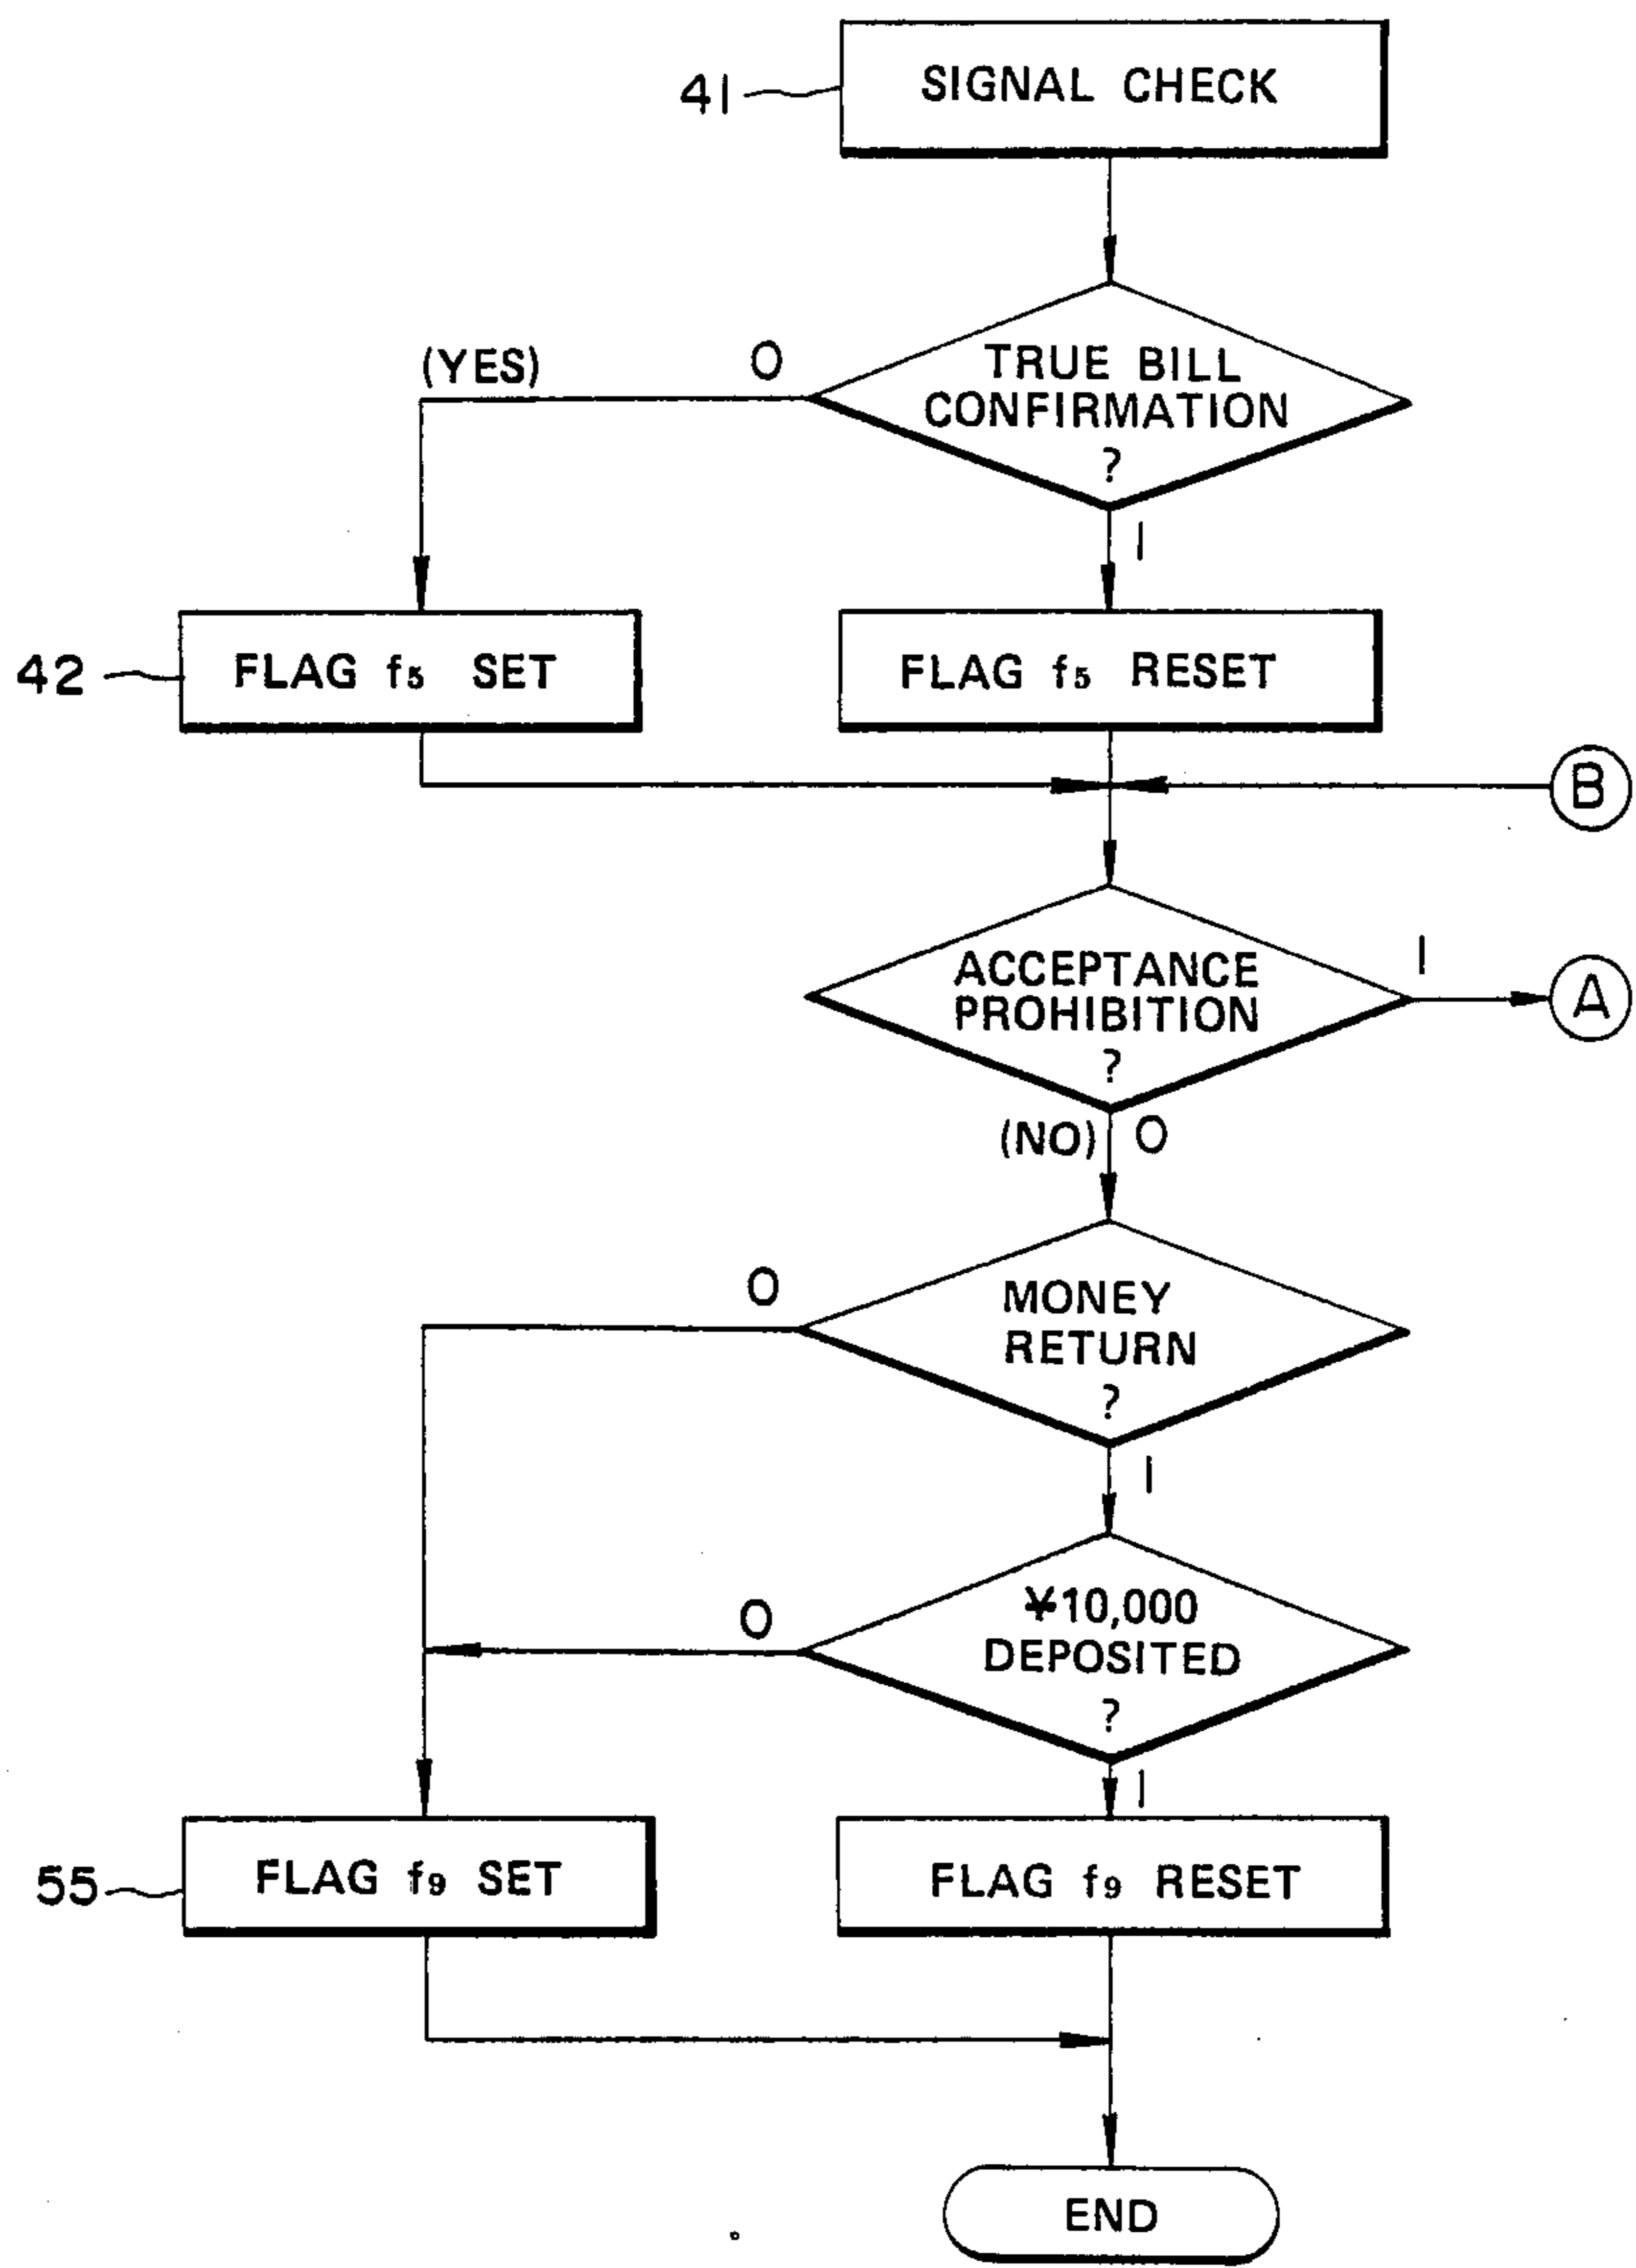 SIGNAL CHECK
41
TRUE BILL
CONFIRMATION
?
(YES)
0
1
42
FLAG f5 SET
FLAG f5 RESET
B
ACCEPTANCE
PROHIBITION
?
1
A
(NO)
0
MONEY
RETURN
?
0
1
¥10,000
DEPOSITED
?
0
1
55
FLAG f9 SET
FLAG f9 RESET
END